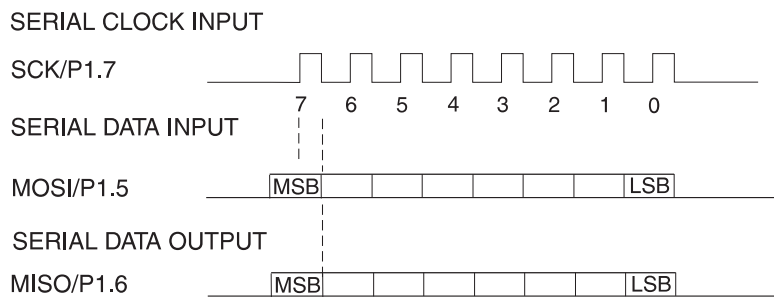 SERIAL CLOCK INPUT
SCK/P1.7
7 6 5 4 3 2 1 0
SERIAL DATA INPUT
MOSI/P1.5 MSB LSB
SERIAL DATA OUTPUT
MISO/P1.6 MSB LSB